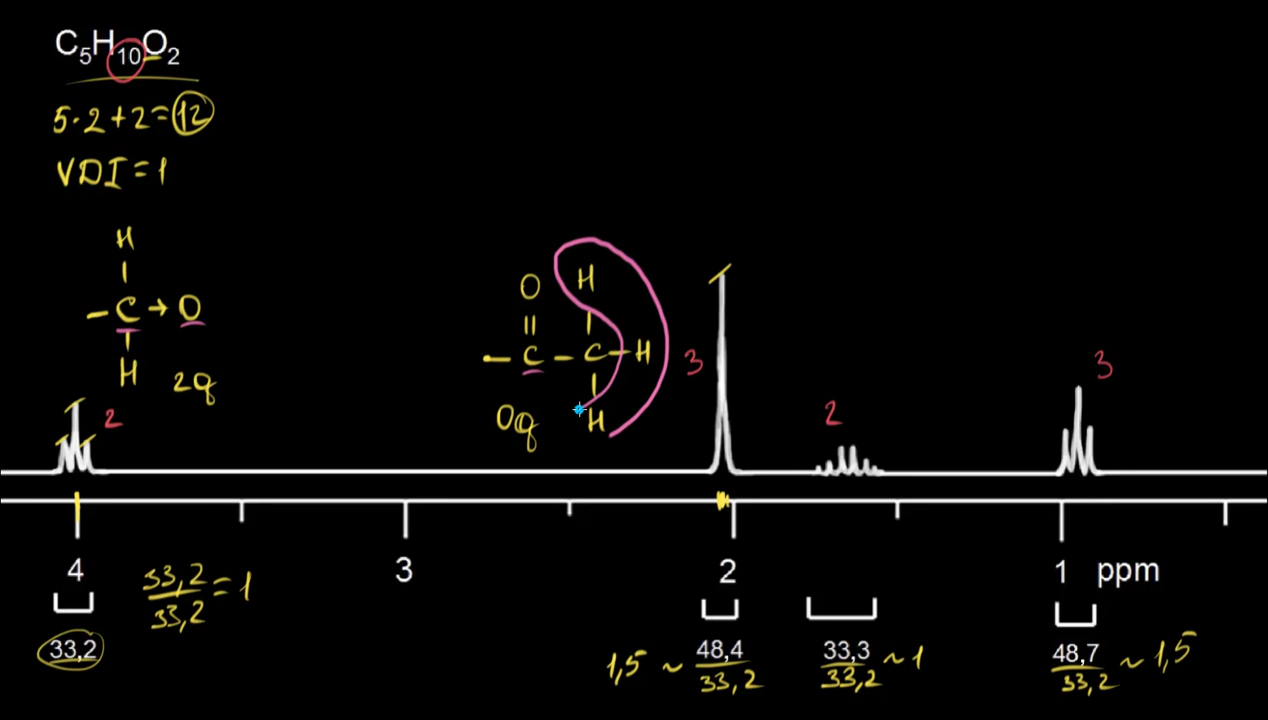 C₅H₁₀O₂
5·2+2=12
VDI=1
H
C→O
H
2q
O
H
C-C-H
Oq
H
2
3
2
3
4
3
2
1 ppm
33,2
33,2/33,2=1
1,5 ~ 48,4/33,2
33,3/33,2 ~ 1
48,7/33,2 ~ 1,5